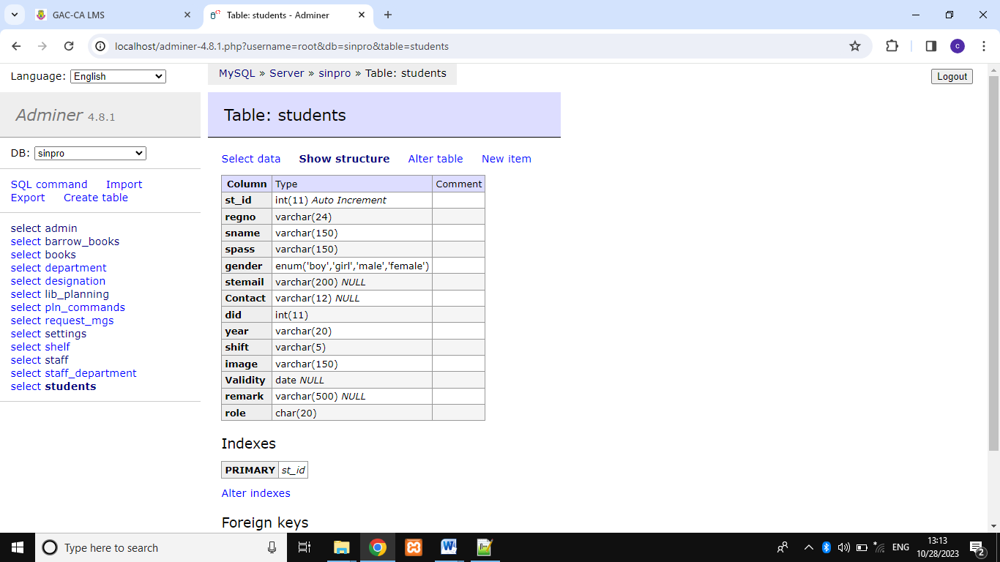 GAC-CA LMS
Table: students - Adminer
localhost/adminer-4.8.1.php?username=root&db=sinpro&table=students
c
Language: English
MySQL » Server » sinpro » Table: students
Logout
Adminer 4.8.1
Table: students
DB: sinpro
Select data Show structure Alter table New item
SQL command Import
Export Create table
select admin
select barrow_books
select books
select department
select designation
select lib_planning
select pln_commands
select request_mgs
select settings
select shelf
select staff
select staff_department
select students
Column Type Comment
st_id int(11) Auto Increment
regno varchar(24)
sname varchar(150)
spass varchar(150)
gender enum('boy','girl','male','female')
stemail varchar(200) NULL
Contact varchar(12) NULL
did int(11)
year varchar(20)
shift varchar(5)
image varchar(150)
Validity date NULL
remark varchar(500) NULL
role char(20)
Indexes
PRIMARY st_id
Alter indexes
Foreign keys
Type here to search
ENG
13:13
10/28/2023
2